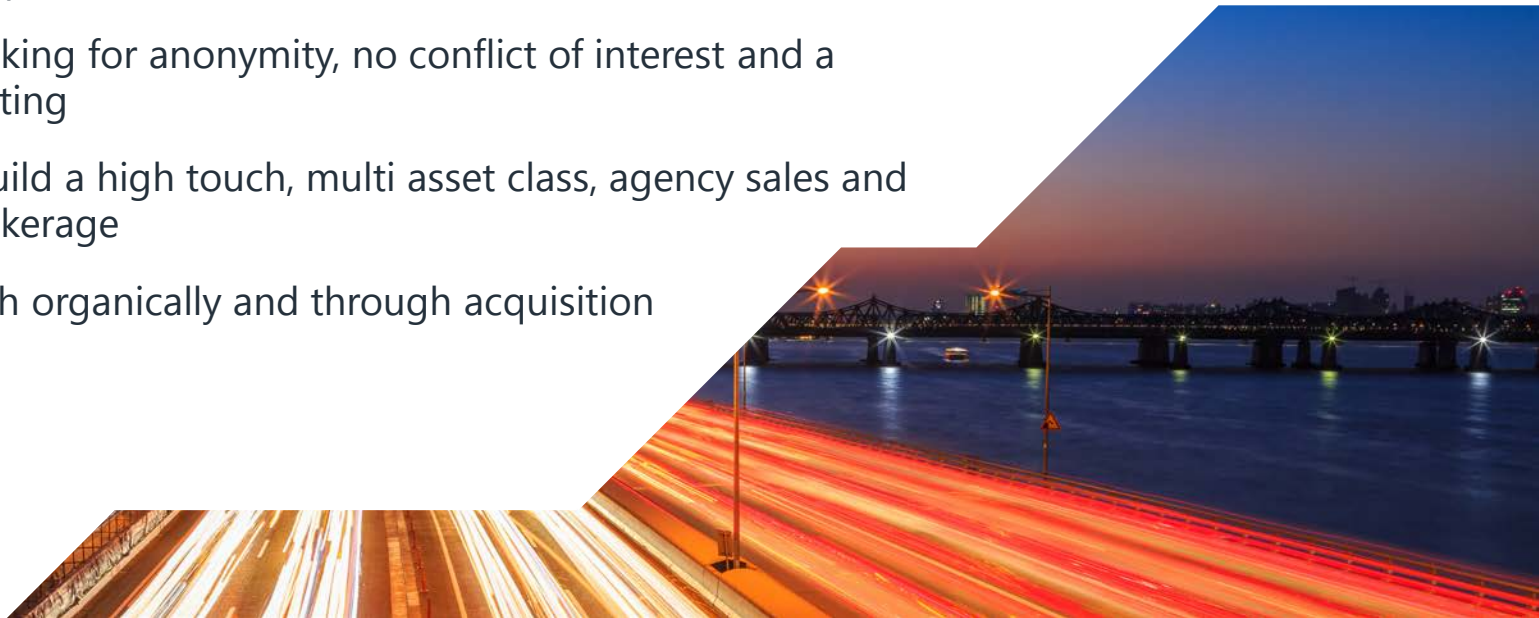 king for anonymity, no conflict of interest and a
ting
uild a high touch, multi asset class, agency sales and
kerage
h organically and through acquisition